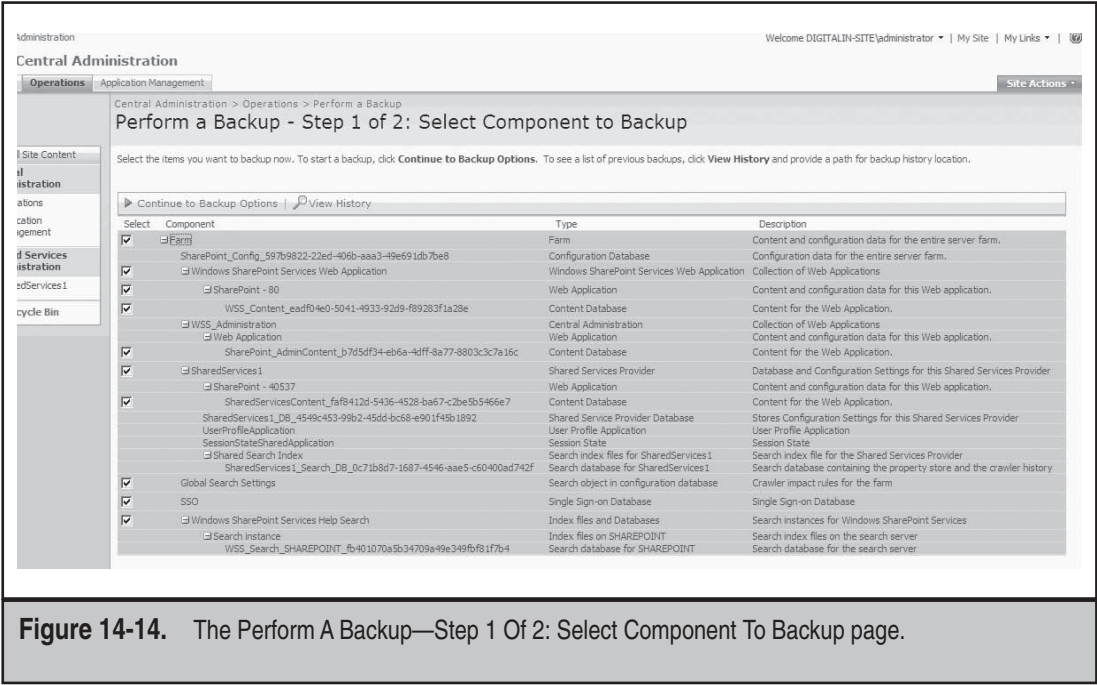 Administration
Welcome DIGITALIN-SITE\administrator | My Site | My Links |
Central Administration
Operations Application Management Site Actions
Central Administration > Operations > Perform a Backup
Perform a Backup - Step 1 of 2: Select Component to Backup
l Site Content
al
nistration
ations
cation
agement
d Services
nistration
edServices1
cycle Bin
Select the items you want to backup now. To start a backup, click Continue to Backup Options. To see a list of previous backups, click View History and provide a path for backup history location.
Continue to Backup Options | View History
Select Component Type Description
Farm Farm Content and configuration data for the entire server farm.
SharePoint_Config_597b9822-22ed-406b-aaa3-49e691db7be8 Configuration Database Configuration data for the entire server farm.
Windows SharePoint Services Web Application Windows SharePoint Services Web Application Collection of Web Applications
SharePoint - 80 Web Application Content and configuration data for this Web application.
WSS_Content_eadf04e0-5041-4933-92d9-f89283f1a28e Content Database Content for the Web Application.
WSS_Administration Central Administration Collection of Web Applications
Web Application Web Application Content and configuration data for this Web application.
SharePoint_AdminContent_b7d5df34-eb6a-4dff-8a77-8803c3c7a16c Content Database Content for the Web Application.
SharedServices1 Shared Services Provider Database and Configuration Settings for this Shared Services Provider
SharePoint - 40537 Web Application Content and configuration data for this Web application.
SharedServicesContent_faf8412d-5436-4528-ba67-c2be5b5466e7 Content Database Content for the Web Application.
SharedServices1_DB_4549c453-99b2-45dd-bc68-e901f45b1892 Shared Service Provider Database Stores Configuration Settings for this Shared Services Provider
UserProfileApplication User Profile Application User Profile Application
SessionStateSharedApplication Session State Session State
Shared Search Index Search index files for SharedServices1 Search index file for the Shared Services Provider
SharedServices1_Search_DB_0c71b8d7-1687-4546-aae5-c60400ad742f Search database for SharedServices1 Search database containing the property store and the crawler history
Global Search Settings Search object in configuration database Crawler impact rules for the farm
SSO Single Sign-on Database Single Sign-on Database
Windows SharePoint Services Help Search Index files and Databases Search instances for Windows SharePoint Services
Search instance Index files on SHAREPOINT Search index files on the search server
WSS_Search_SHAREPOINT_fb401070a5b34709a49e349fbf81f7b4 Search database for SHAREPOINT Search database for the search server
Figure 14-14. The Perform A Backup—Step 1 Of 2: Select Component To Backup page.